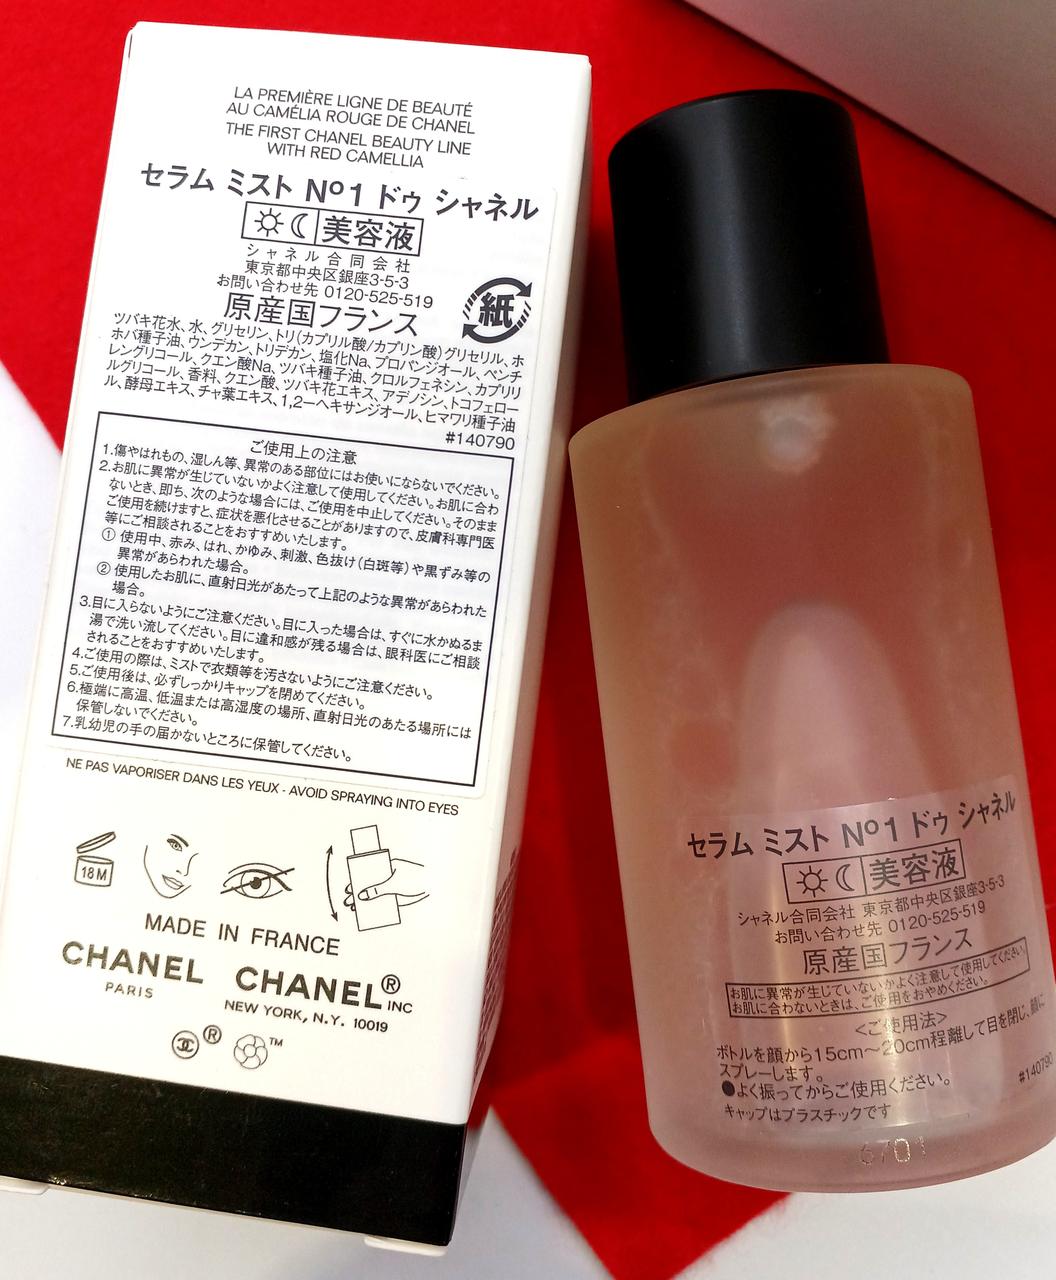 LA PREMIÈRE LIGNE DE BEAUTÉ
AU CAMÉLIA ROUGE DE CHANEL
THE FIRST CHANEL BEAUTY LINE
WITH RED CAMELLIA
セラム ミスト Nº1 ドゥ シャネル
美容液
シャネル合同会社
東京都中央区銀座3-5-3
お問い合わせ先 0120-525-519
原産国フランス
紙
ツバキ花水、水、グリセリン、トリ(カプリル酸/カプリン酸)グリセリル、ホ
ホバ種子油、ウンデカン、トリデカン、塩化Na、プロパンジオール、ペンチ
レングリコール、クエン酸Na、ツバキ種子油、クロルフェネシン、カプリリ
ルグリコール、香料、クエン酸、ツバキ花エキス、アデノシン、トコフェロー
ル、酵母エキス、チャ葉エキス、1,2-ヘキサンジオール、ヒマワリ種子油
#140790
ご使用上の注意
1.傷やはれもの、湿しん等、異常のある部位にはお使いにならないでください。
2.お肌に異常が生じていないかよく注意して使用してください。お肌に合わ
ないとき、即ち、次のような場合には、ご使用を中止してください。そのまま
ご使用を続けますと、症状を悪化させることがありますので、皮膚科専門医
等にご相談されることをおすすめいたします。
① 使用中、赤み、はれ、かゆみ、刺激、色抜け(白斑等)や黒ずみ等の
異常があらわれた場合。
② 使用したお肌に、直射日光があたって上記のような異常があらわれた
場合。
3.目に入らないようにご注意ください。目に入った場合は、すぐに水かぬるま
湯で洗い流してください。目に違和感が残る場合は、眼科医にご相談
されることをおすすめいたします。
4.ご使用の際は、ミストで衣類等を汚さないようにご注意ください。
5.ご使用後は、必ずしっかりキャップを閉めてください。
6.極端に高温、低温または高湿度の場所、直射日光のあたる場所には
保管しないでください。
7.乳幼児の手の届かないところに保管してください。
NE PAS VAPORISER DANS LES YEUX - AVOID SPRAYING INTO EYES
18M
MADE IN FRANCE
CHANEL
PARIS
CHANEL® INC
NEW YORK, N.Y. 10019
® ™
セラム ミスト Nº1 ドゥ シャネル
美容液
シャネル合同会社 東京都中央区銀座3-5-3
お問い合わせ先 0120-525-519
原産国フランス
お肌に異常が生じていないかよく注意して使用してください。
お肌に合わないときは、ご使用をおやめください。
<ご使用法>
ボトルを顔から15cm～20cm程離して目を閉じ、顔に
スプレーします。
●よく振ってからご使用ください。
キャップはプラスチックです
#140790
6701